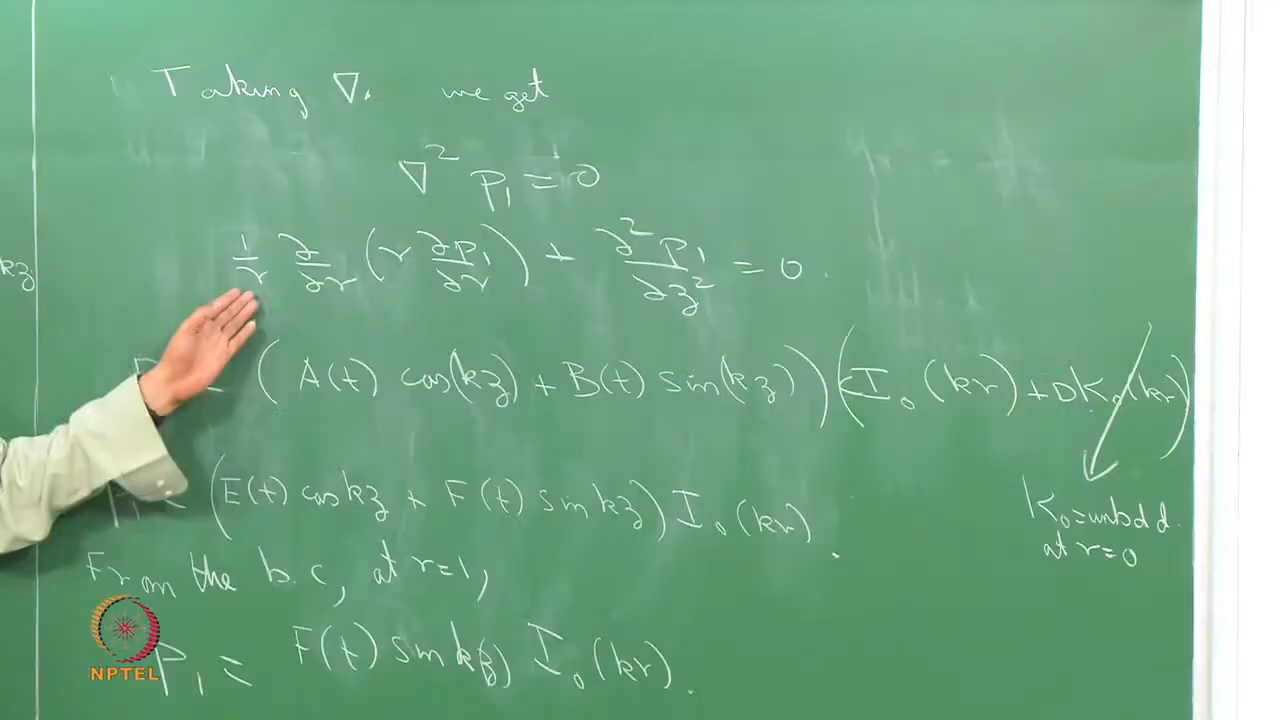 Taking ∇. we get
∇² p₁ = 0
1/r ∂/∂r (r ∂p₁/∂r) + ∂²p₁/∂z² = 0.
kz
= (A(t) cos(kz) + B(t) sin(kz)) (C I₀(kr) + D K₀(kr))
p₁ = (E(t) cos kz + F(t) sin kz) I₀(kr).
K₀ = unbdd.
at r=0
From the b.c, at r=1,
p₁ = F(t) sin k(z) I₀(kr).
NPTEL